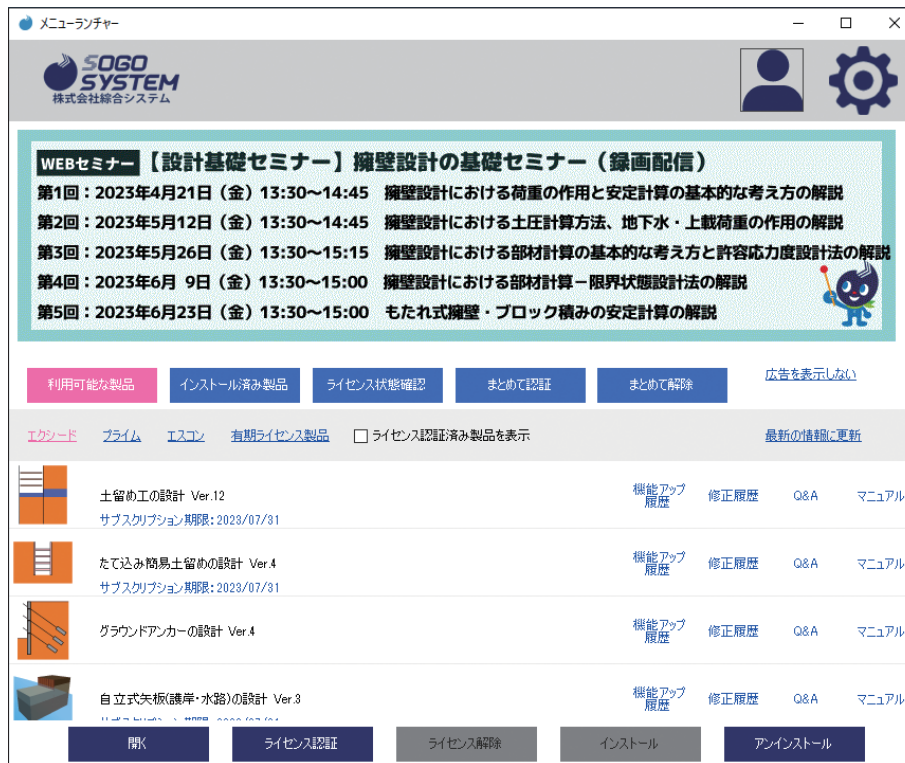 メニューランチャー
SOGO
SYSTEM
株式会社綜合システム
WEBセミナー 【設計基礎セミナー】擁壁設計の基礎セミナー（録画配信）
第1回：2023年4月21日（金）13:30～14:45 擁壁設計における荷重の作用と安定計算の基本的な考え方の解説
第2回：2023年5月12日（金）13:30～14:45 擁壁設計における土圧計算方法、地下水・上載荷重の作用の解説
第3回：2023年5月26日（金）13:30～15:15 擁壁設計における部材計算の基本的な考え方と許容応力度設計法の解説
第4回：2023年6月 9日（金）13:30～15:00 擁壁設計における部材計算－限界状態設計法の解説
第5回：2023年6月23日（金）13:30～15:00 もたれ式擁壁・ブロック積みの安定計算の解説
利用可能な製品 インストール済み製品 ライセンス状態確認 まとめて認証 まとめて解除 広告を表示しない
エクシード プライム エスコン 有期ライセンス製品 ライセンス認証済み製品を表示 最新の情報に更新
土留め工の設計 Ver.12 機能アップ履歴 修正履歴 Q&A マニュアル
サブスクリプション期限：2023/07/31
たて込み簡易土留めの設計 Ver.4 機能アップ履歴 修正履歴 Q&A マニュアル
サブスクリプション期限：2023/07/31
グラウンドアンカーの設計 Ver.4 機能アップ履歴 修正履歴 Q&A マニュアル
自立式矢板(護岸・水路)の設計 Ver.3 機能アップ履歴 修正履歴 Q&A マニュアル
開く ライセンス認証 ライセンス解除 インストール アンインストール